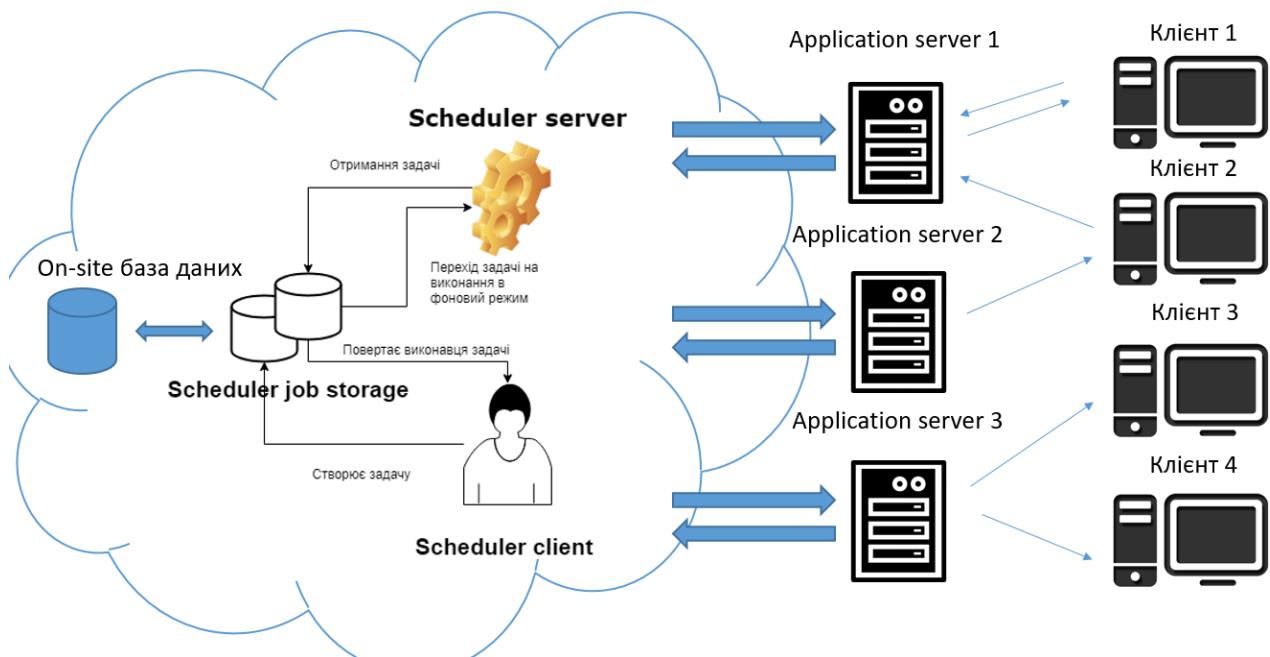 Application server 1
Клієнт 1
Scheduler server
Отримання задачі
Клієнт 2
Application server 2
On-site база даних
Перехід задачі на
виконання в
фоновий режим
Клієнт 3
Повертає виконавця задачі
Scheduler job storage
Application server 3
Клієнт 4
Створює задачу
Scheduler client